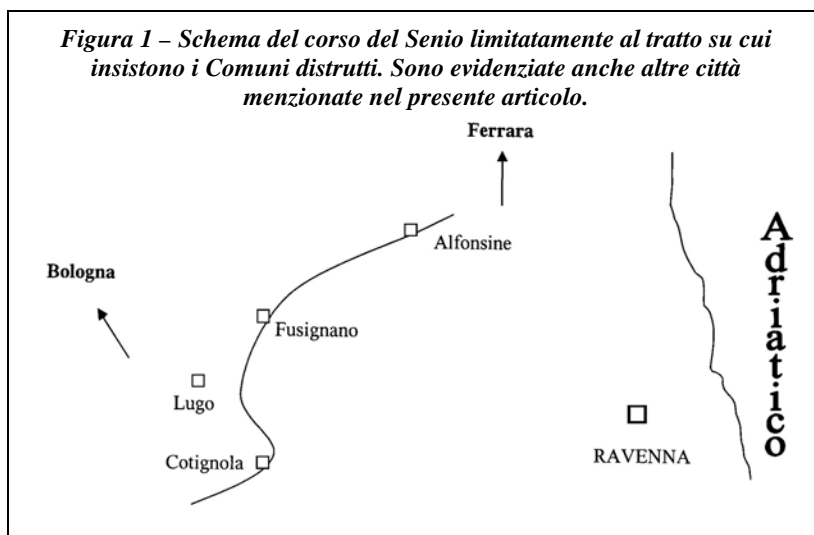 Figura 1 – Schema del corso del Senio limitatamente al tratto su cui
insistono i Comuni distrutti. Sono evidenziate anche altre città
menzionate nel presente articolo.
Ferrara
Alfonsine
Bologna
Fusignano
Lugo
Cotignola
RAVENNA
Adriatico